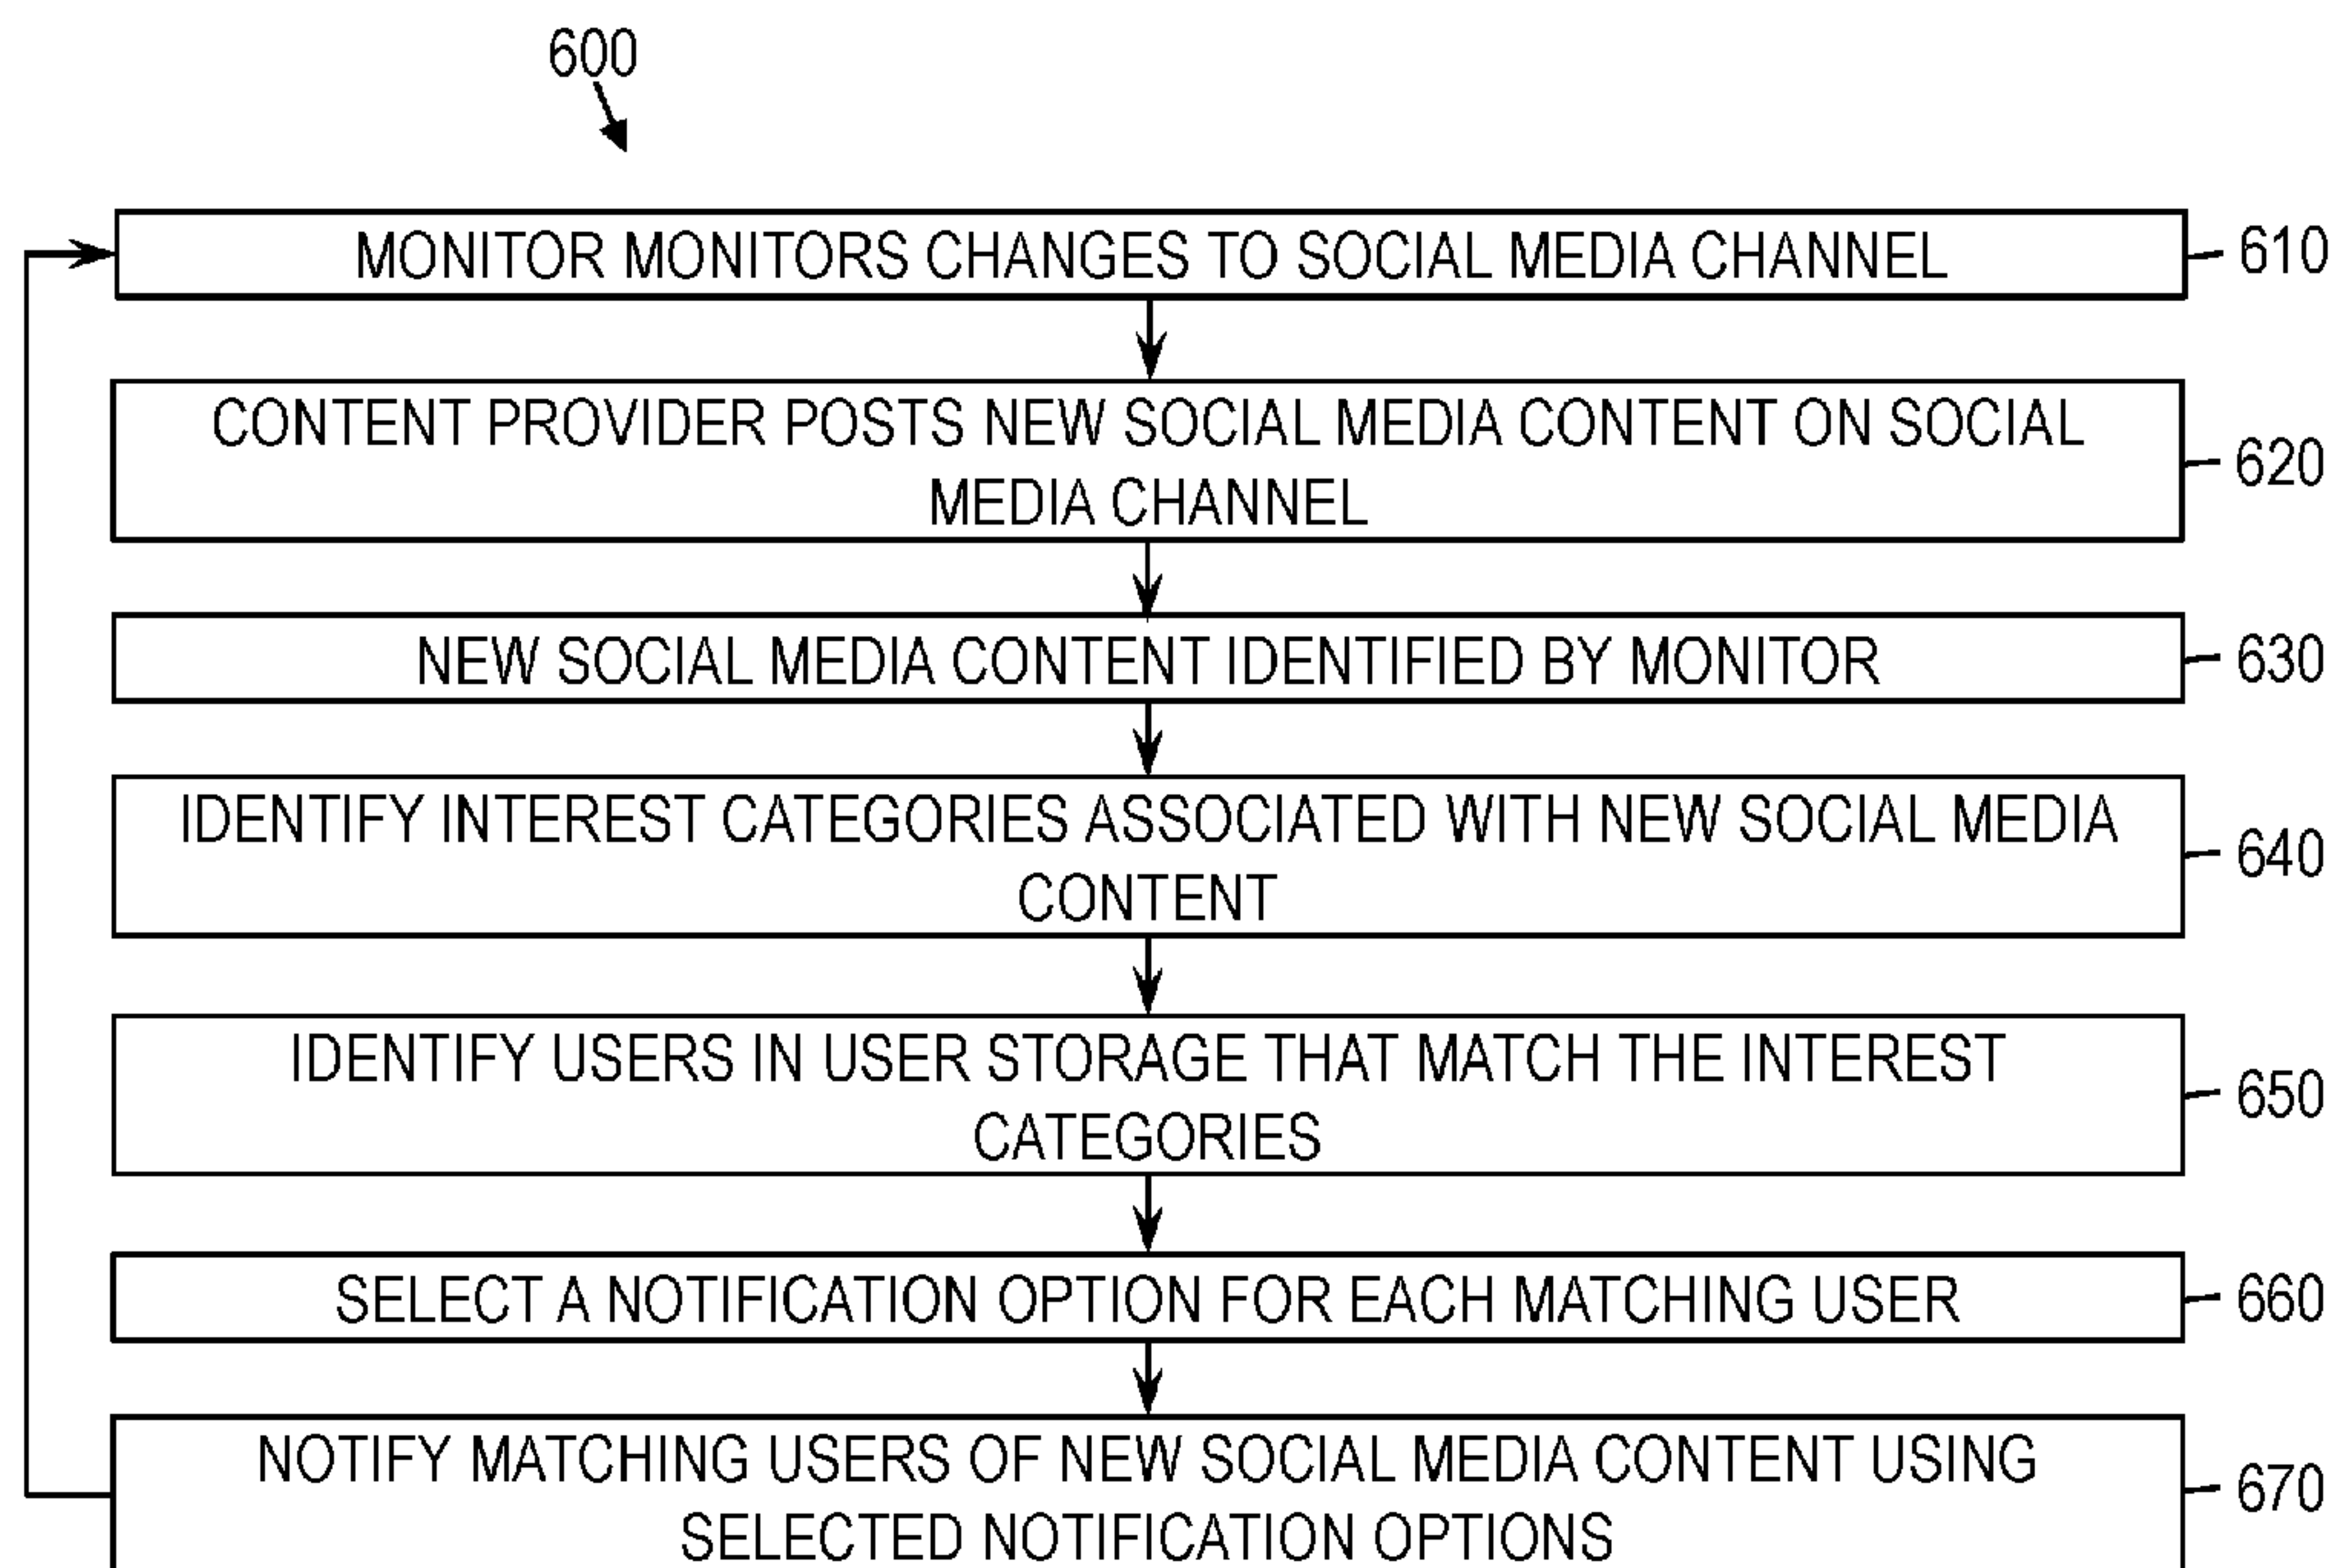 600
MONITOR MONITORS CHANGES TO SOCIAL MEDIA CHANNEL
610
CONTENT PROVIDER POSTS NEW SOCIAL MEDIA CONTENT ON SOCIAL
MEDIA CHANNEL
620
NEW SOCIAL MEDIA CONTENT IDENTIFIED BY MONITOR
630
IDENTIFY INTEREST CATEGORIES ASSOCIATED WITH NEW SOCIAL MEDIA
CONTENT
640
IDENTIFY USERS IN USER STORAGE THAT MATCH THE INTEREST
CATEGORIES
650
SELECT A NOTIFICATION OPTION FOR EACH MATCHING USER
660
NOTIFY MATCHING USERS OF NEW SOCIAL MEDIA CONTENT USING
SELECTED NOTIFICATION OPTIONS
670